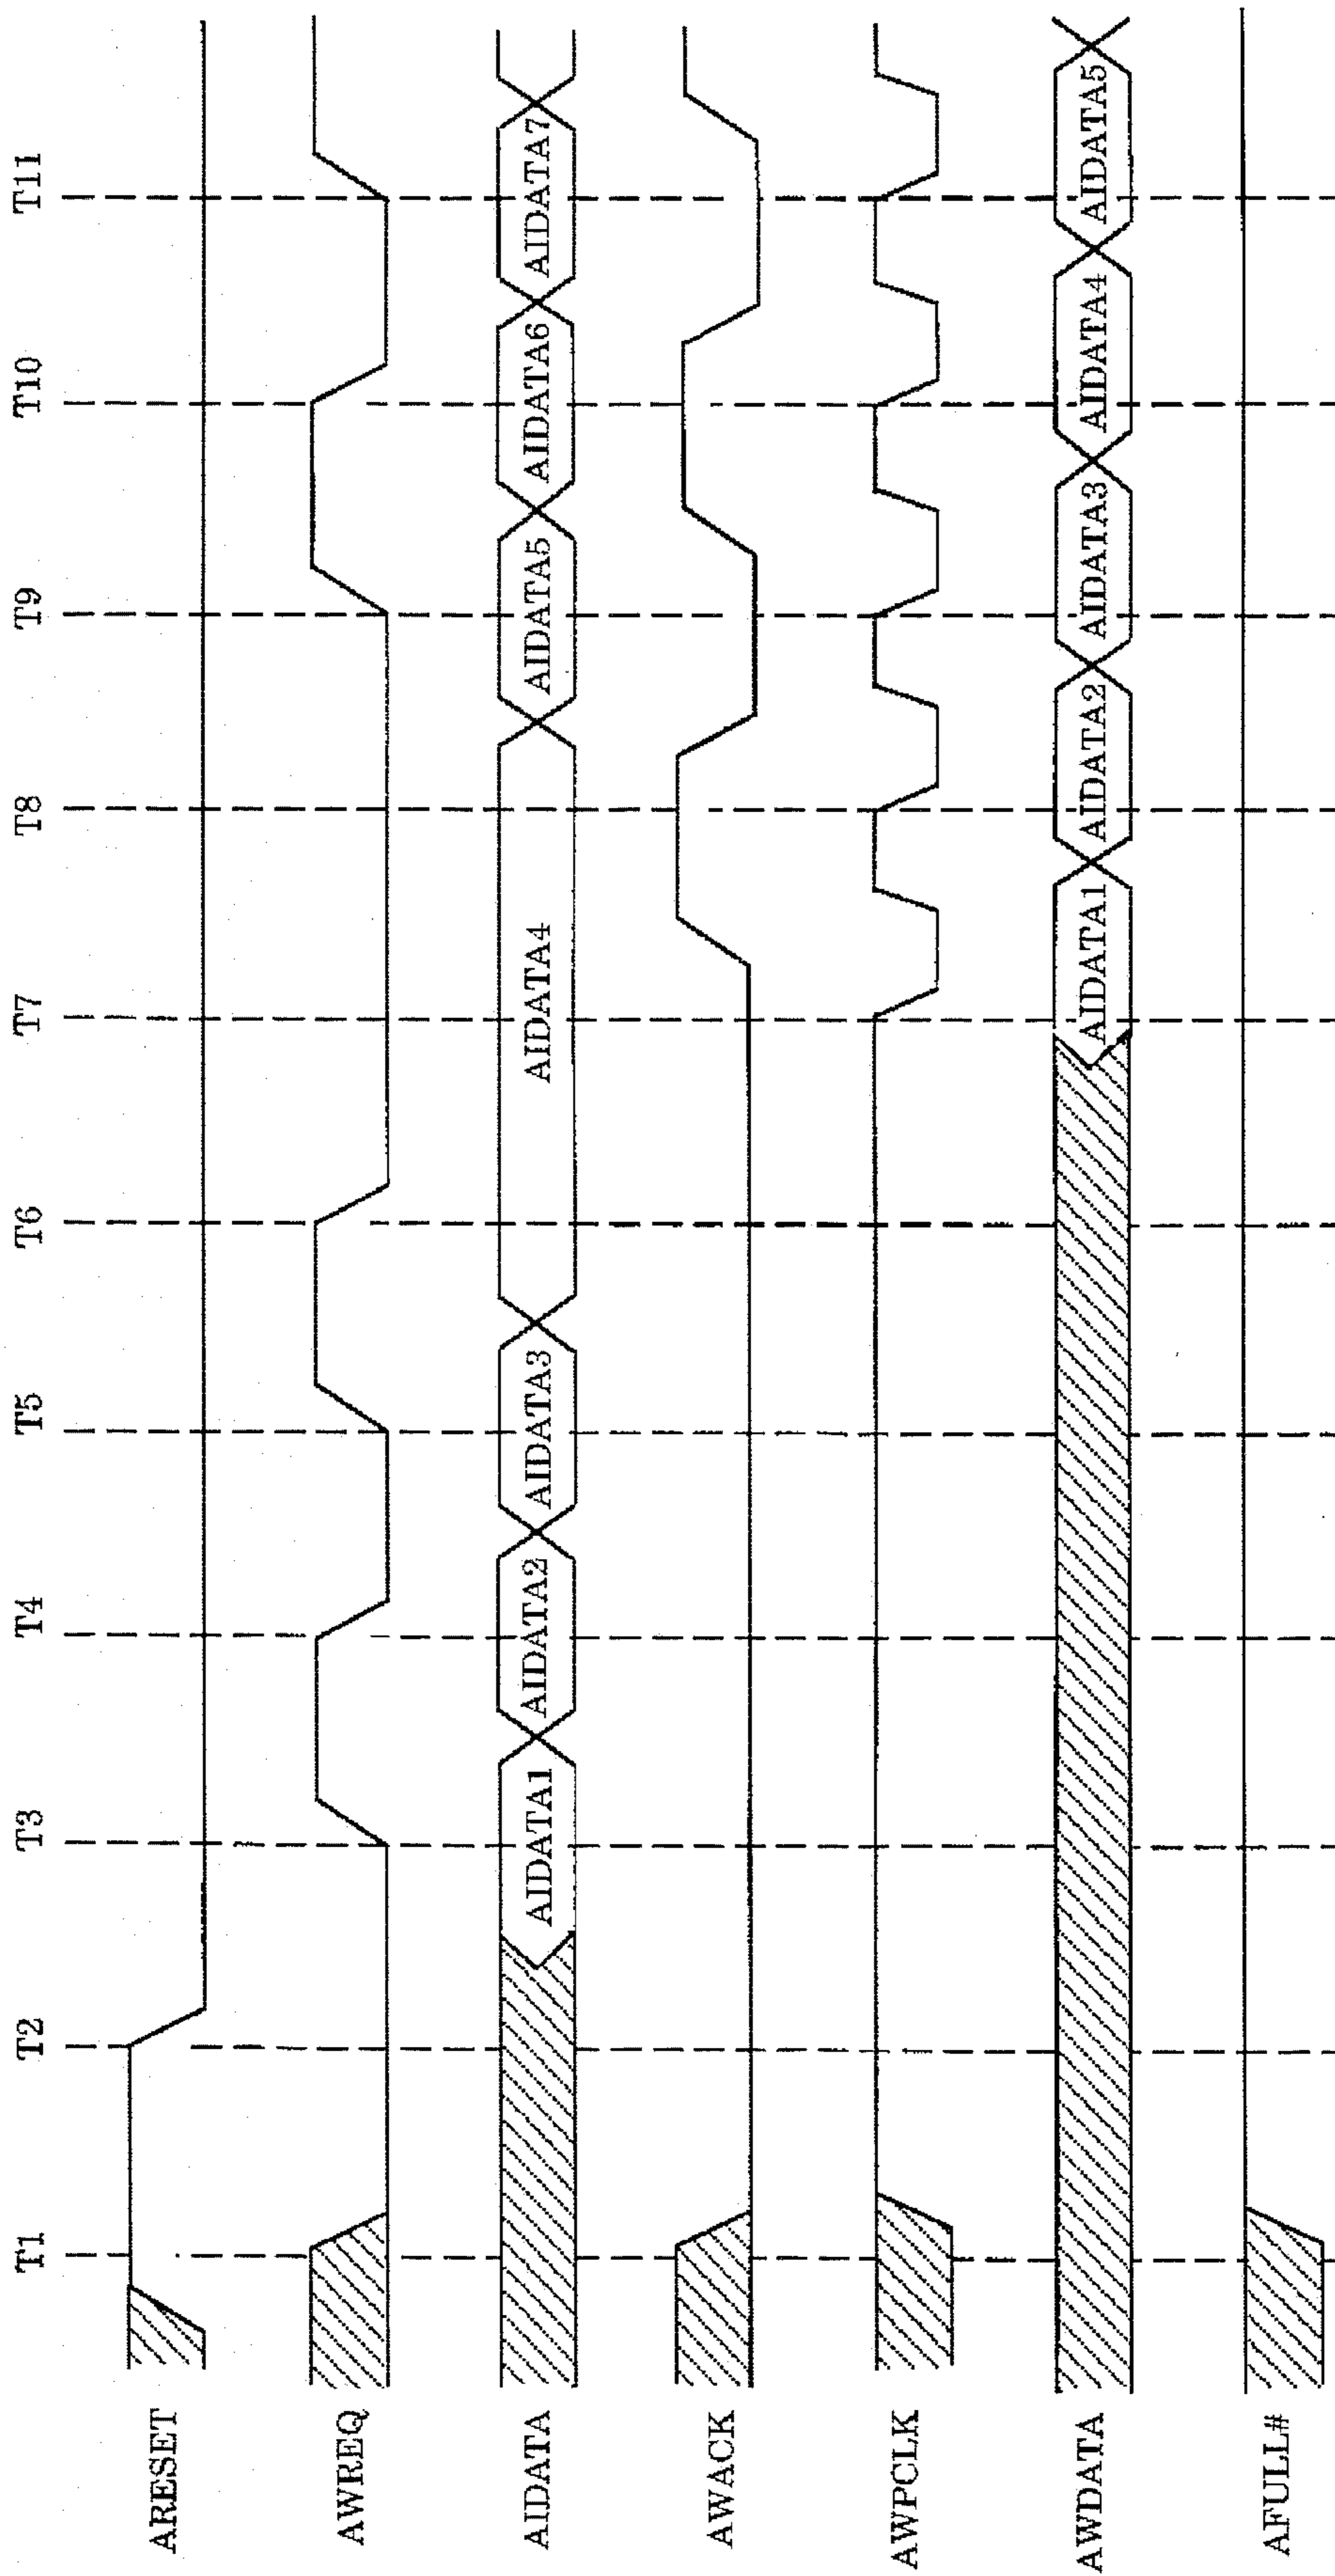 T1 T2 T3 T4 T5 T6 T7 T8 T9 T10 T11
ARESET
AWREQ
AIDATA AIDATA1 AIDATA2 AIDATA3 AIDATA4 AIDATA5 AIDATA6 AIDATA7
AWACK
AWPCLK
AWDATA AIDATA1 AIDATA2 AIDATA3 AIDATA4 AIDATA5
AFULL#